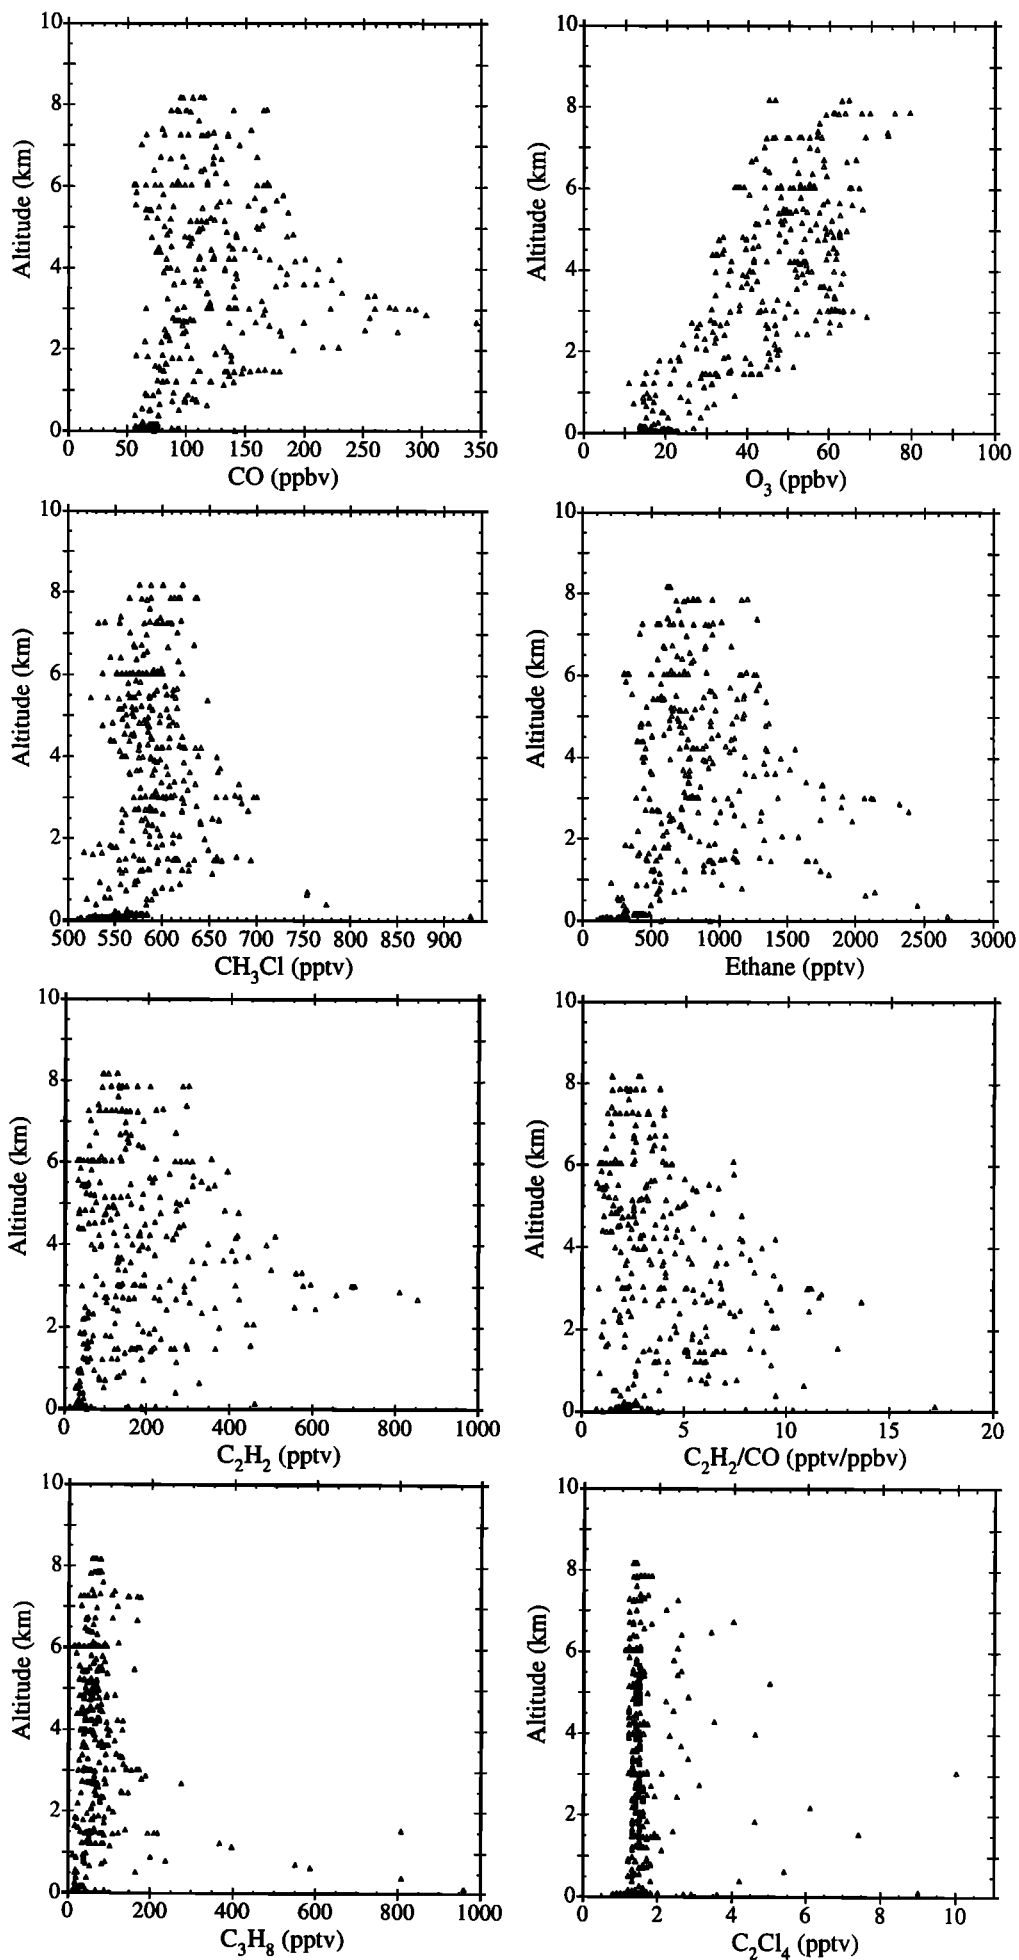 10
8
6
4
2
0
Altitude (km)
0 50 100 150 200 250 300 350
CO (ppbv)
10
8
6
4
2
0
Altitude (km)
0 20 40 60 80 100
O3 (ppbv)
10
8
6
4
2
0
Altitude (km)
500 550 600 650 700 750 800 850 900
CH3Cl (pptv)
10
8
6
4
2
0
Altitude (km)
0 500 1000 1500 2000 2500 3000
Ethane (pptv)
10
8
6
4
2
0
Altitude (km)
0 200 400 600 800 1000
C2H2 (pptv)
10
8
6
4
2
0
Altitude (km)
0 5 10 15 20
C2H2/CO (pptv/ppbv)
10
8
6
4
2
0
Altitude (km)
0 200 400 600 800 1000
C3H8 (pptv)
10
8
6
4
2
0
Altitude (km)
0 2 4 6 8 10
C2Cl4 (pptv)